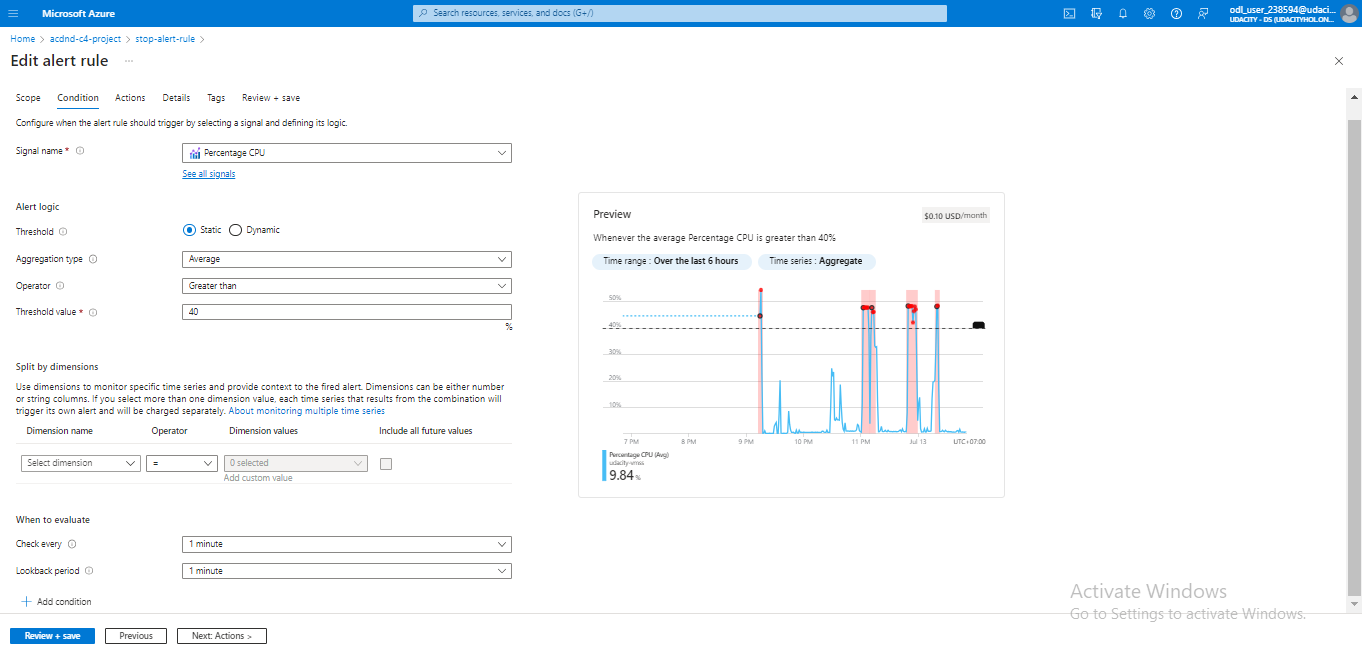 Microsoft Azure
Search resources, services, and docs (G+/)
odl_user_238594@udaci...
UDACITY - DS (UDACITYHOL.ON...
Home > acdnd-c4-project > stop-alert-rule >
Edit alert rule ...
Scope Condition Actions Details Tags Review + save
Configure when the alert rule should trigger by selecting a signal and defining its logic.
Signal name *
Percentage CPU
See all signals
Alert logic
Threshold
Static Dynamic
Aggregation type
Average
Operator
Greater than
Threshold value *
40
%
Split by dimensions
Use dimensions to monitor specific time series and provide context to the fired alert. Dimensions can be either number
or string columns. If you select more than one dimension value, each time series that results from the combination will
trigger its own alert and will be charged separately. About monitoring multiple time series
Dimension name Operator Dimension values Include all future values
Select dimension = 0 selected
Add custom value
When to evaluate
Check every
1 minute
Lookback period
1 minute
+ Add condition
Review + save Previous Next: Actions >
Preview
$0.10 USD/month
Whenever the average Percentage CPU is greater than 40%
Time range : Over the last 6 hours Time series : Aggregate
50%
40%
30%
20%
10%
7 PM 8 PM 9 PM 10 PM 11 PM Jul 13 UTC+07:00
Percentage CPU (Avg)
udacity-vmss
9.84 %
Activate Windows
Go to Settings to activate Windows.